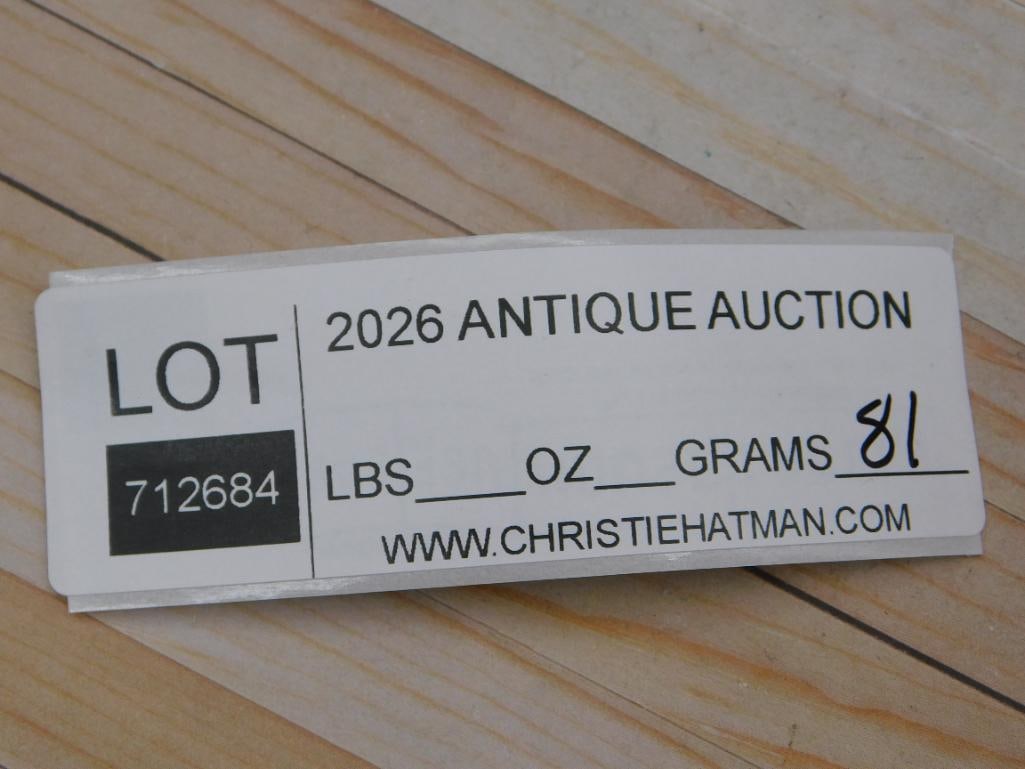 LOT
712684
2026 ANTIQUE AUCTION
LBS____OZ___GRAMS 81
WWW.CHRISTIEHATMAN.COM